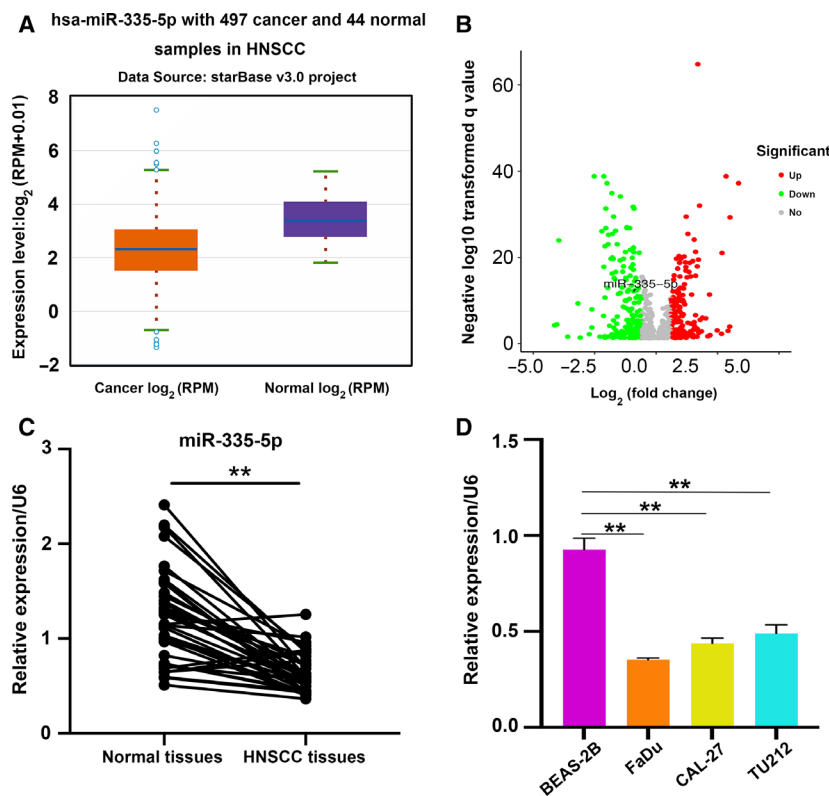 A
hsa-miR-335-5p with 497 cancer and 44 normal
samples in HNSCC
Data Source: starBase v3.0 project
Expression level:log2 (RPM+0.01)
8
6
4
2
0
−2
Cancer log2 (RPM)
Normal log2 (RPM)
B
Negative log10 transformed q value
60
40
20
0
miR−335−5p
−5.0
−2.5
0.0
2.5
5.0
Log2 (fold change)
Significant
Up
Down
No
C
miR-335-5p
**
Relative expression/U6
3
2
1
0
Normal tissues
HNSCC tissues
D
Relative expression/U6
1.5
1.0
0.5
0.0
**
**
**
BEAS-2B
FaDu
CAL-27
TU212